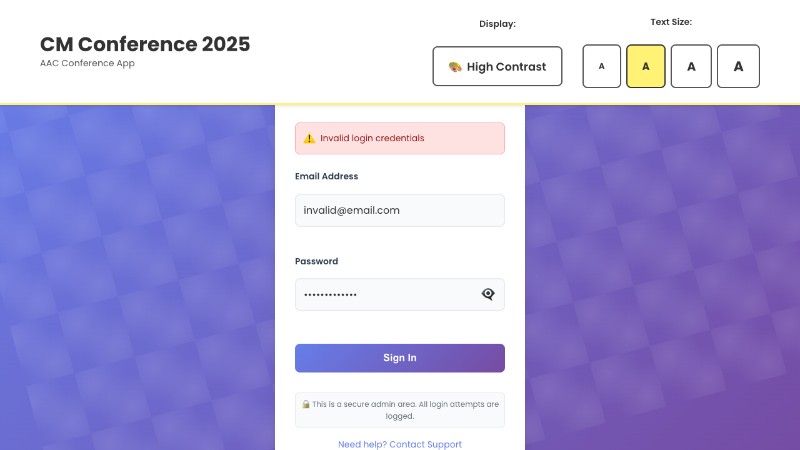 CM Conference 2025
AAC Conference App
Display:
🎨 High Contrast
Text Size:
A A A A
⚠️ Invalid login credentials
Email Address
invalid@email.com
Password
•••••••••••••
Sign In
🔒 This is a secure admin area. All login attempts are
logged.
Need help? Contact Support